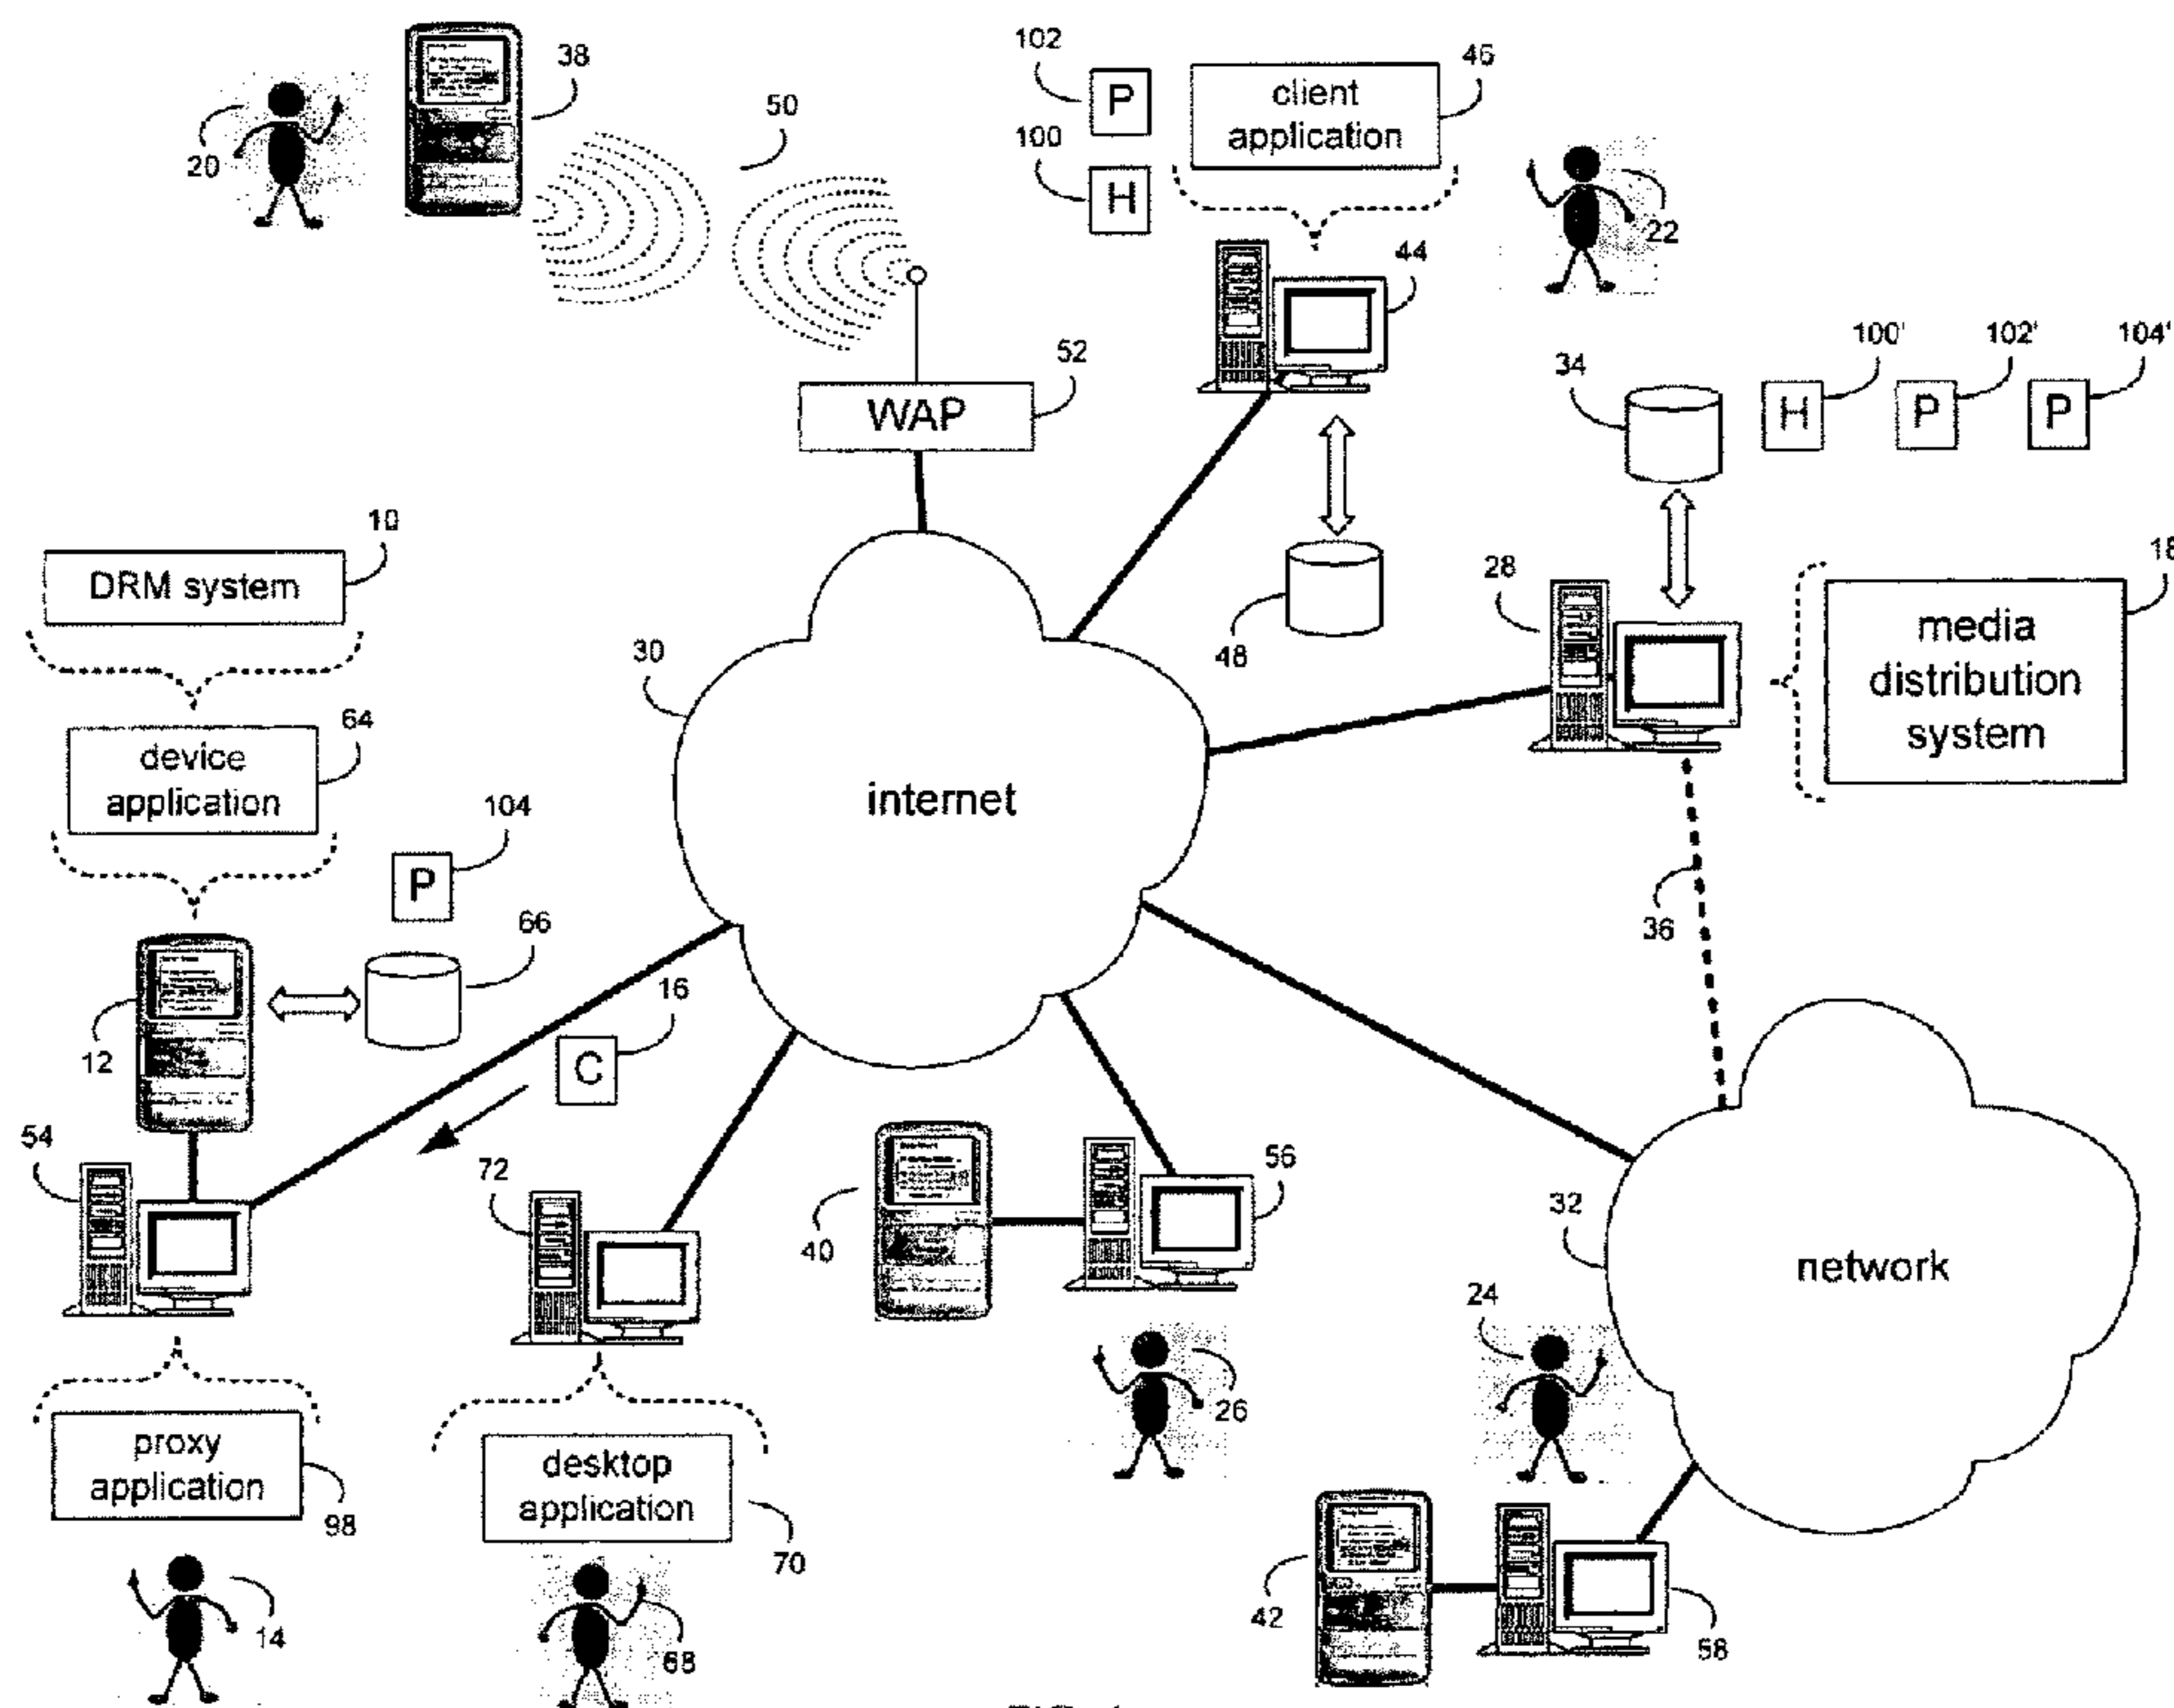 38
102
P
client
application
46
50
20
100
H
22
44
100'
102'
104'
34
H
P
P
52
WAP
10
DRM system
28
18
media
distribution
system
48
30
64
device
application
internet
104
P
66
36
16
C
12
54
72
56
40
32
network
24
26
proxy
application
98
desktop
application
70
14
68
42
58